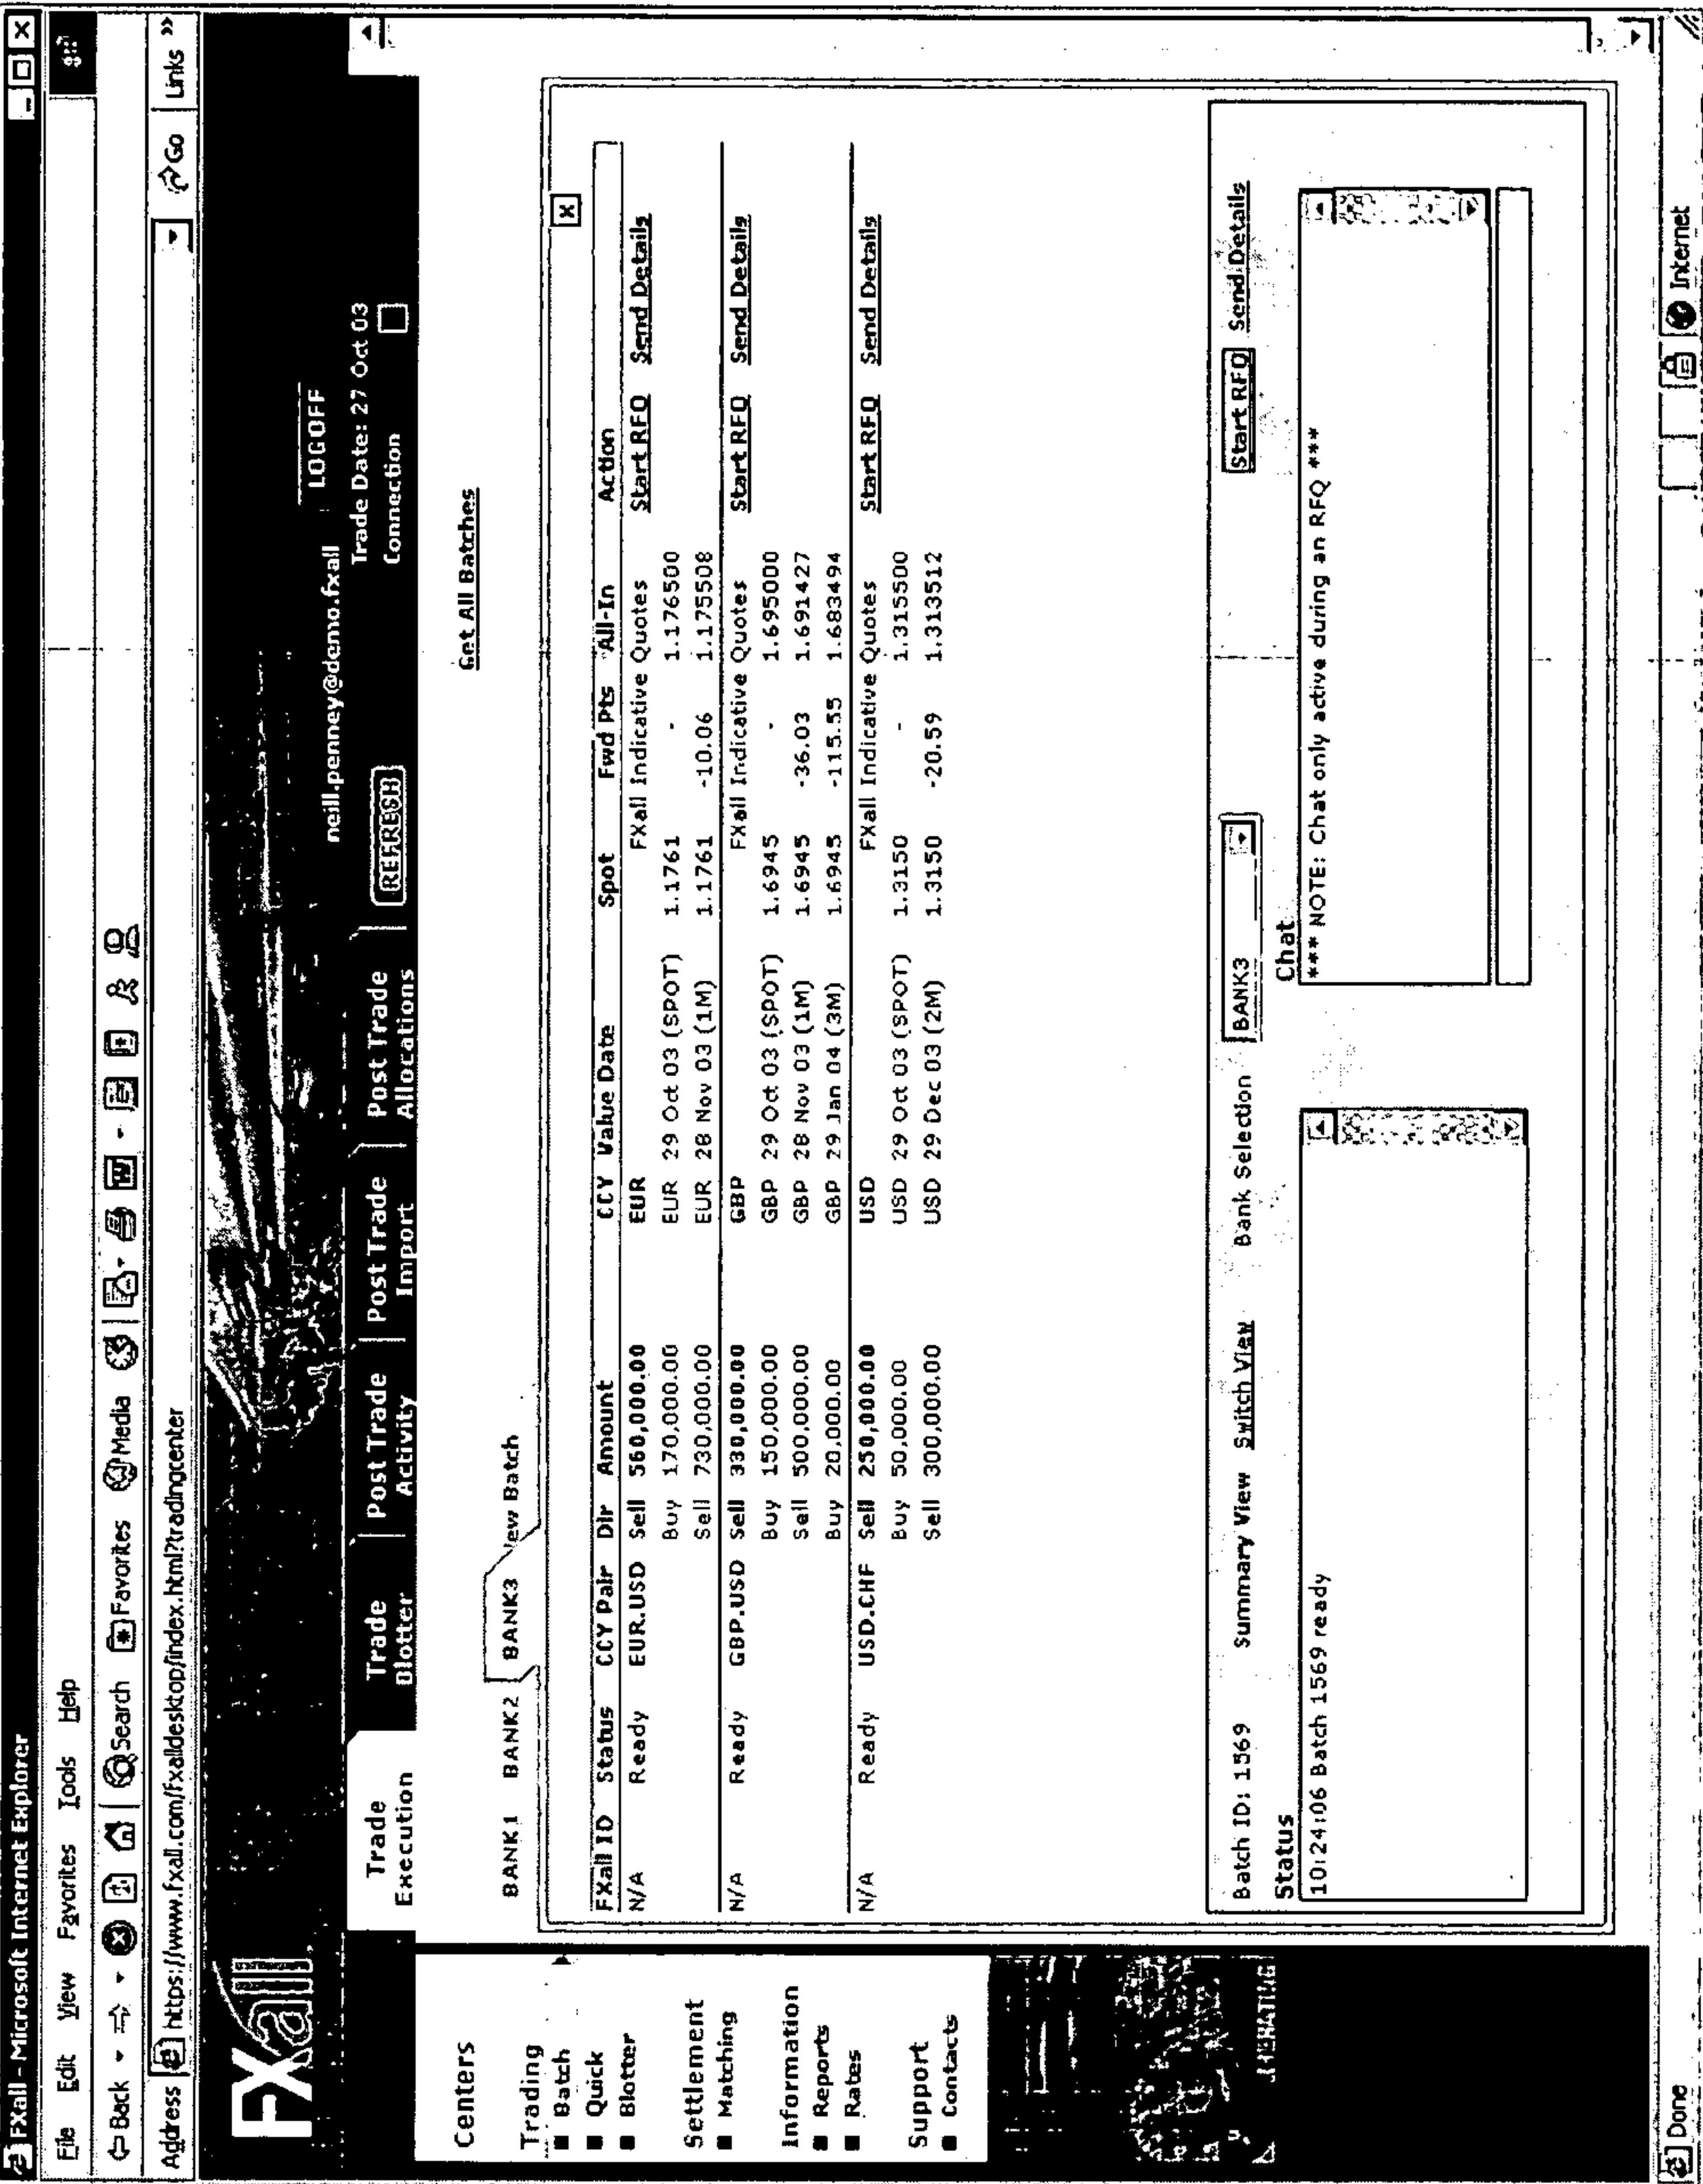 FXall - Microsoft Internet Explorer
File Edit View Favorites Tools Help
Back Search Favorites Media
Address https://www.fxall.com/fxalldesktop/index.html?tradingcenter Go Links »
FXall
neill.penney@demo.fxall LOGOFF
Trade Execution Trade Blotter Post Trade Activity Post Trade Import Post Trade Allocations REFRESH Trade Date: 27 Oct 03
Connection
Centers
Trading
Batch
Quick
Blotter
Settlement
Matching
Information
Reports
Rates
Support
Contacts
Get All Batches
BANK1 BANK2 BANK3 New Batch
X
FXall ID Status CCY Pair Dir Amount CCY Value Date Spot Fwd Pts All-In Action
N/A Ready EUR.USD Sell 560,000.00 EUR FXall Indicative Quotes Start RFQ Send Details
Buy 170,000.00 EUR 29 Oct 03 (SPOT) 1.1761 - 1.176500
Sell 730,000.00 EUR 28 Nov 03 (1M) 1.1761 -10.06 1.175508
N/A Ready GBP.USD Sell 330,000.00 GBP FXall Indicative Quotes Start RFQ Send Details
Buy 150,000.00 GBP 29 Oct 03 (SPOT) 1.6945 - 1.695000
Sell 500,000.00 GBP 28 Nov 03 (1M) 1.6945 -36.03 1.691427
Buy 20,000.00 GBP 29 Jan 04 (3M) 1.6945 -115.55 1.683494
N/A Ready USD.CHF Sell 250,000.00 USD FXall Indicative Quotes Start RFQ Send Details
Buy 50,000.00 USD 29 Oct 03 (SPOT) 1.3150 - 1.315500
Sell 300,000.00 USD 29 Dec 03 (2M) 1.3150 -20.59 1.313512
Batch ID: 1569 Summary View Switch View Bank Selection BANK3 Start RFQ Send Details
Status Chat
10:24:06 Batch 1569 ready
*** NOTE: Chat only active during an RFQ ***
Done Internet